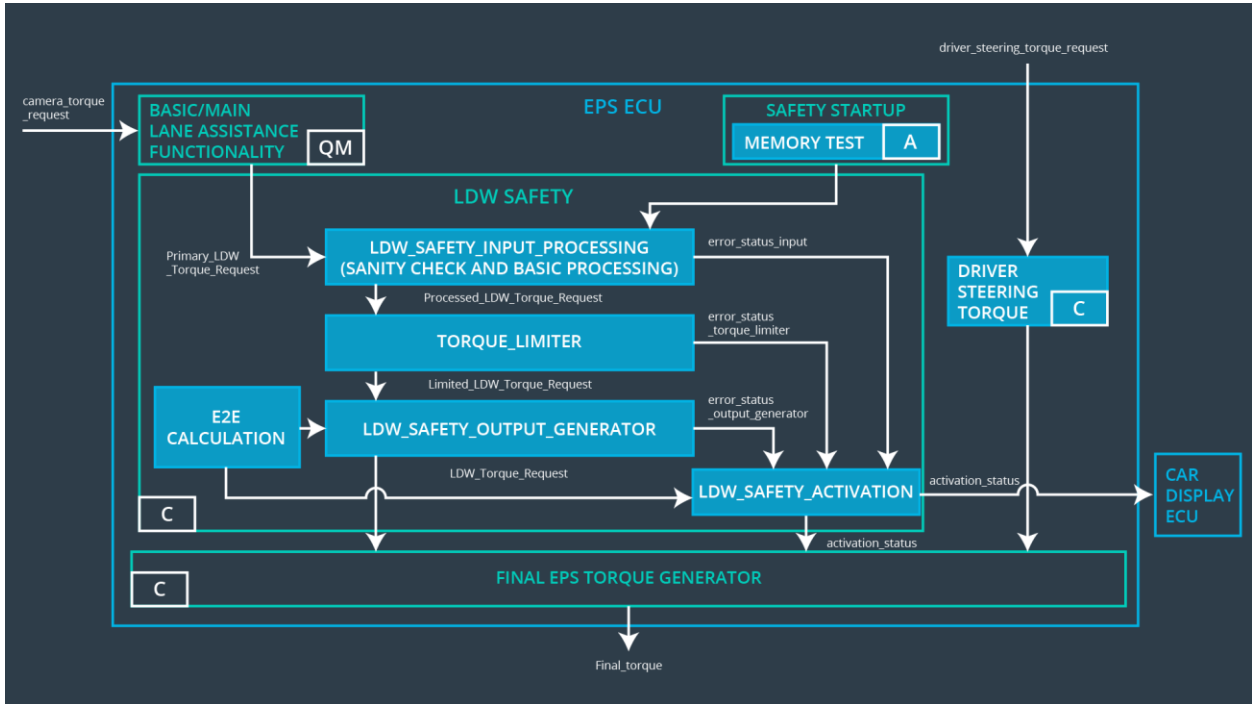 driver_steering_torque_request
camera_torque
_request
BASIC/MAIN
LANE ASSISTANCE
FUNCTIONALITY
QM
EPS ECU
SAFETY STARTUP
MEMORY TEST
A
LDW SAFETY
Primary_LDW
_Torque_Request
LDW_SAFETY_INPUT_PROCESSING
(SANITY CHECK AND BASIC PROCESSING)
error_status_input
DRIVER
STEERING
TORQUE
C
Processed_LDW_Torque_Request
TORQUE_LIMITER
error_status
_torque_limiter
Limited_LDW_Torque_Request
E2E
CALCULATION
LDW_SAFETY_OUTPUT_GENERATOR
error_status
_output_generator
LDW_Torque_Request
LDW_SAFETY_ACTIVATION
activation_status
CAR
DISPLAY
ECU
C
activation_status
FINAL EPS TORQUE GENERATOR
C
Final_torque